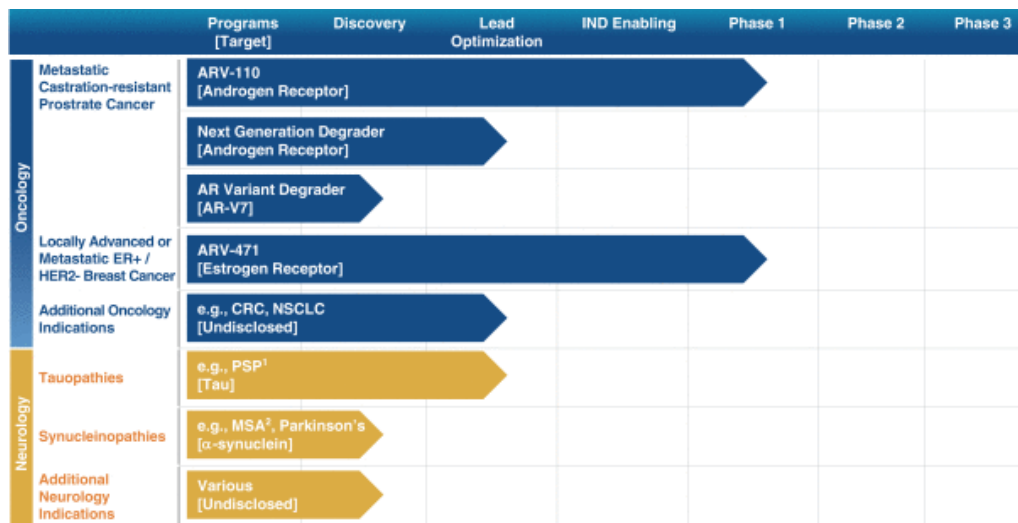 Programs
[Target]
Discovery
Lead
Optimization
IND Enabling
Phase 1
Phase 2
Phase 3
Oncology
Metastatic
Castration-resistant
Prostrate Cancer
ARV-110
[Androgen Receptor]
Next Generation Degrader
[Androgen Receptor]
AR Variant Degrader
[AR-V7]
Locally Advanced or
Metastatic ER+ /
HER2- Breast Cancer
ARV-471
[Estrogen Receptor]
Additional Oncology
Indications
e.g., CRC, NSCLC
[Undisclosed]
Neurology
Tauopathies
e.g., PSP¹
[Tau]
Synucleinopathies
e.g., MSA², Parkinson's
[α-synuclein]
Additional
Neurology
Indications
Various
[Undisclosed]